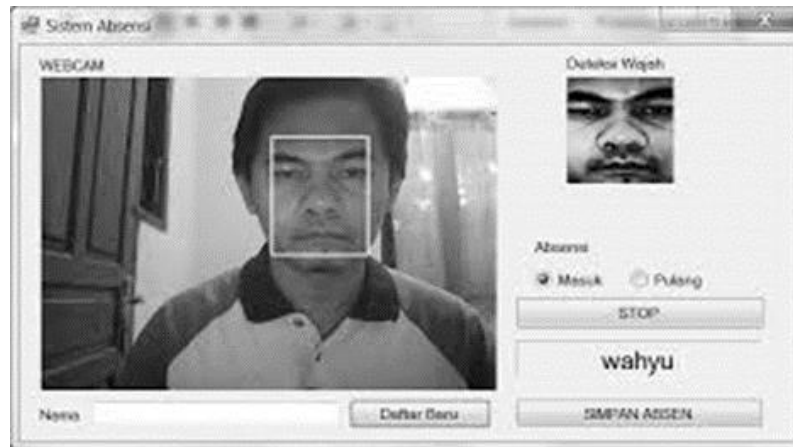 Sistem Absensi
WEBCAM
Deteksi Wajah
Absensi
Masuk Pulang
STOP
wahyu
Nama
Daftar Baru
SIMPAN ABSEN